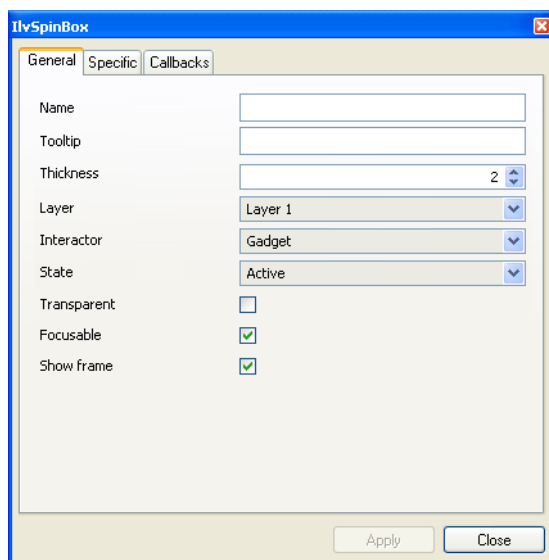 IlvSpinBox
General Specific Callbacks
Name
Tooltip
Thickness 2
Layer Layer 1
Interactor Gadget
State Active
Transparent
Focusable
Show frame
Apply Close